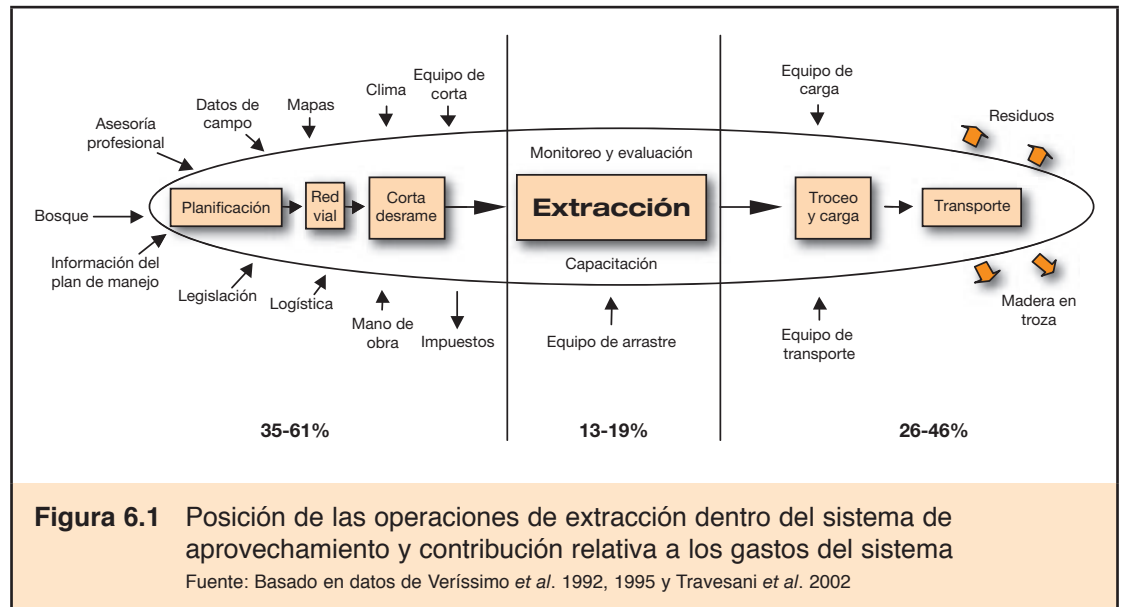 Equipo de
corta
Clima
Mapas
Datos de
campo
Asesoría
profesional
Bosque
Información del
plan de manejo
Legislación
Logística
Mano de
obra
Impuestos
Planificación
Red
vial
Corta
desrame
Monitoreo y evaluación
Extracción
Capacitación
Equipo de arrastre
Equipo de
carga
Residuos
Troceo
y carga
Transporte
Equipo de
transporte
Madera en
troza
35-61%
13-19%
26-46%
Figura 6.1 Posición de las operaciones de extracción dentro del sistema de
aprovechamiento y contribución relativa a los gastos del sistema
Fuente: Basado en datos de Veríssimo et al. 1992, 1995 y Travesani et al. 2002